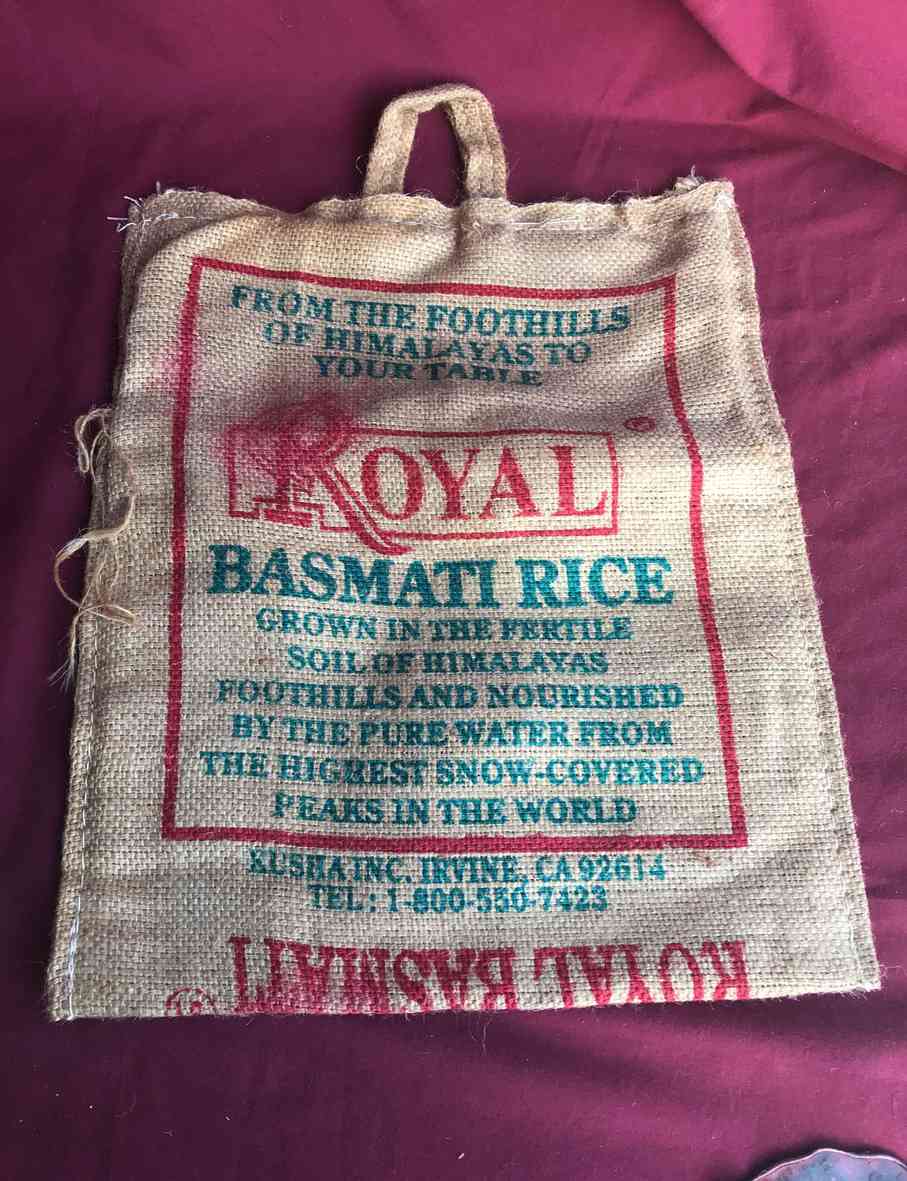 FROM THE FOOTHILLS
OF HIMALAYAS TO
YOUR TABLE
ROYAL®
BASMATI RICE
GROWN IN THE FERTILE
SOIL OF HIMALAYAS
FOOTHILLS AND NOURISHED
BY THE PURE WATER FROM
THE HIGHEST SNOW-COVERED
PEAKS IN THE WORLD
KUSHA INC. IRVINE, CA 92614
TEL: 1-800-550-7423
ROYAL BASMATI